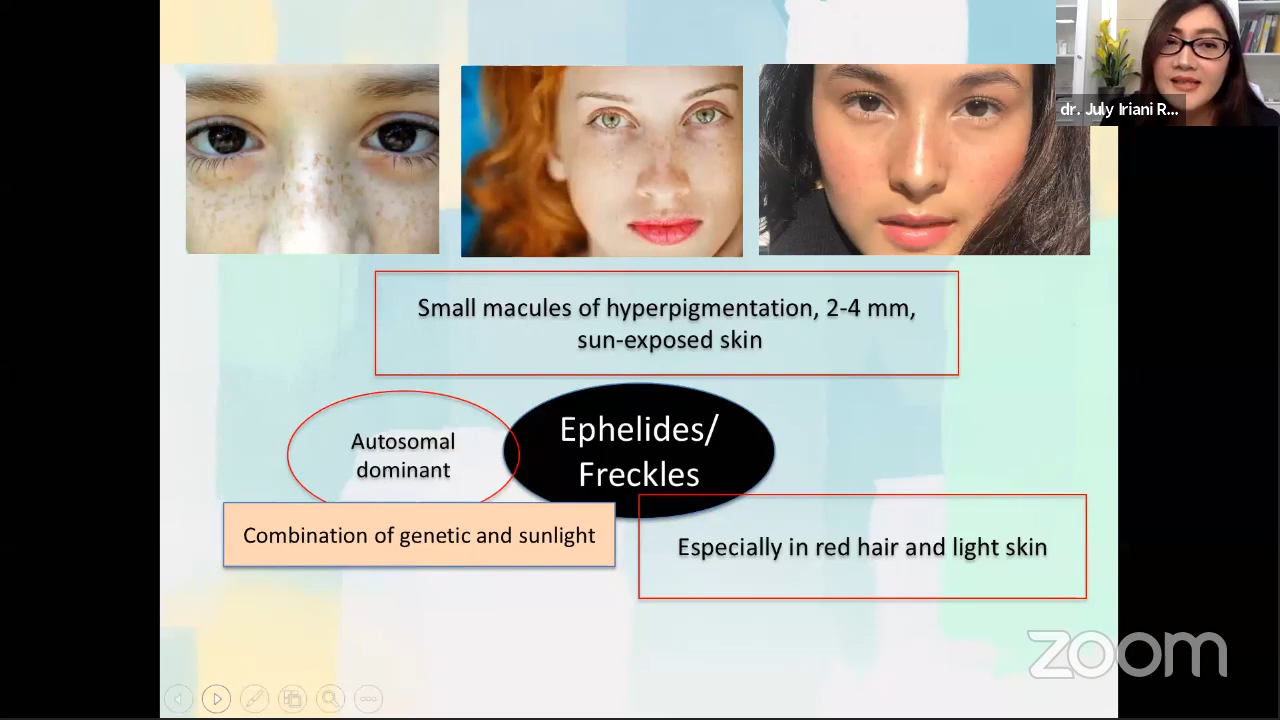 dr. July Iriani R...
Small macules of hyperpigmentation, 2-4 mm,
sun-exposed skin
Ephelides/
Freckles
Autosomal
dominant
Combination of genetic and sunlight
Especially in red hair and light skin
zoom